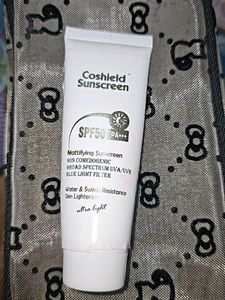 Coshield™
Sunscreen
SPF50 PA+++
Mattifying Sunscreen
NON COMEDOGENIC
BROAD SPECTRUM UVA/UVB
BLUE LIGHT FILTER
Water & Sweat Resistance
Skin Lightening
ultra light